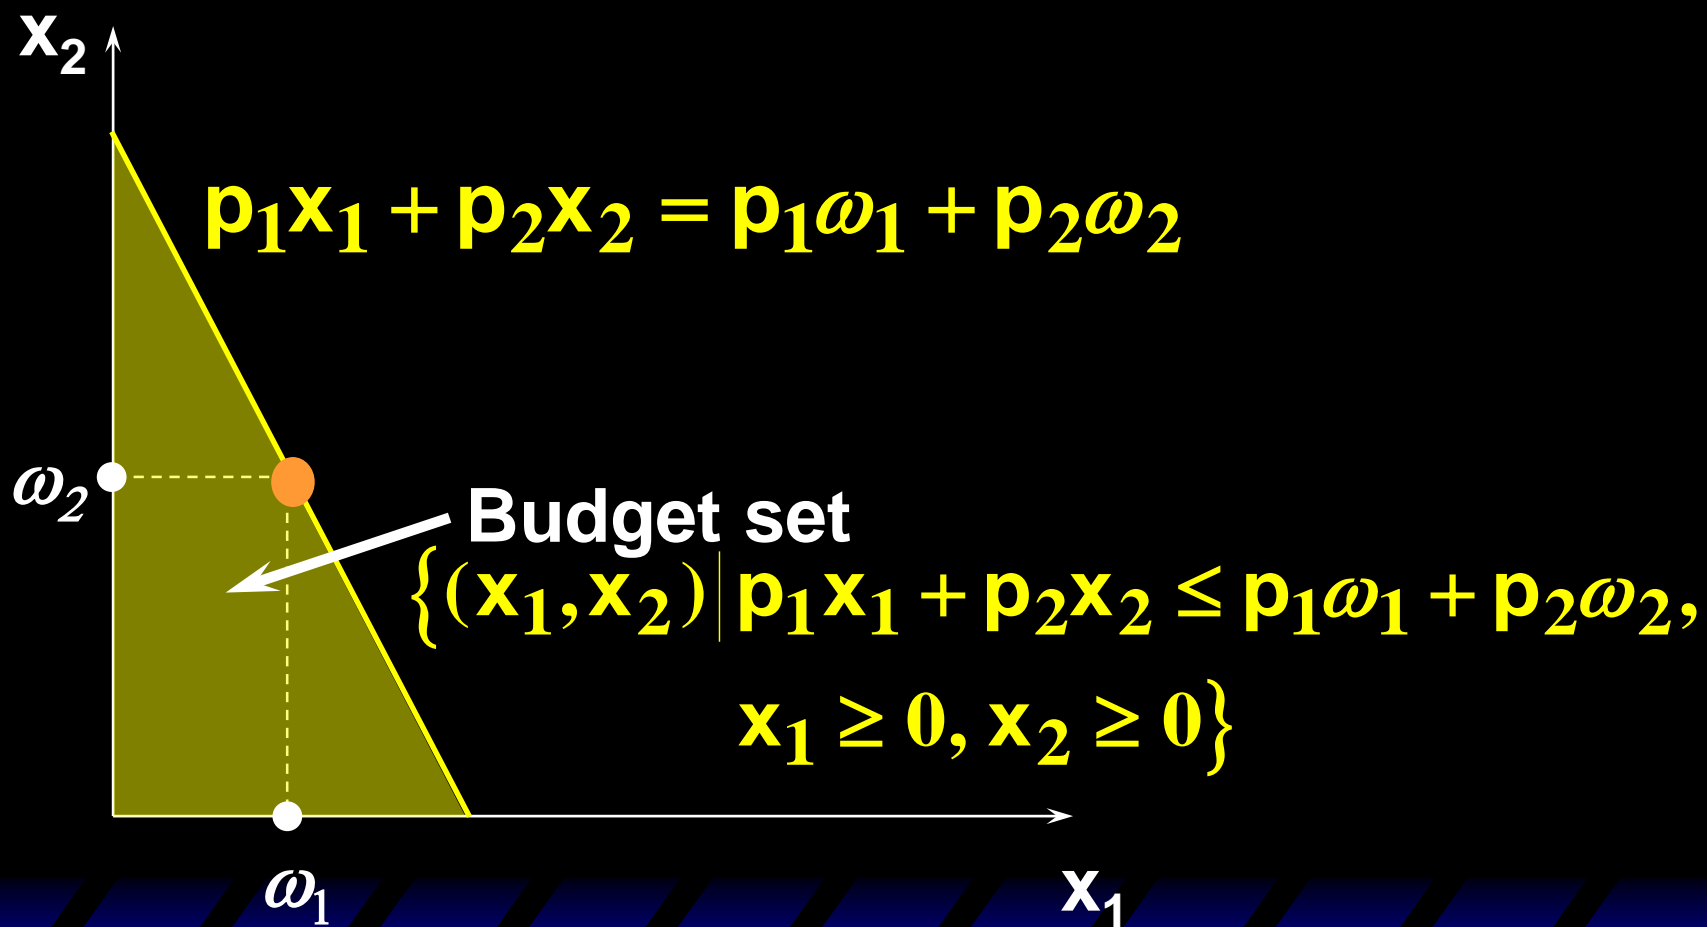 x₂
p₁x₁ + p₂x₂ = p₁ω₁ + p₂ω₂
ω₂
Budget set
{(x₁,x₂)|p₁x₁ + p₂x₂ ≤ p₁ω₁ + p₂ω₂,
x₁ ≥ 0, x₂ ≥ 0}
ω₁
x₁